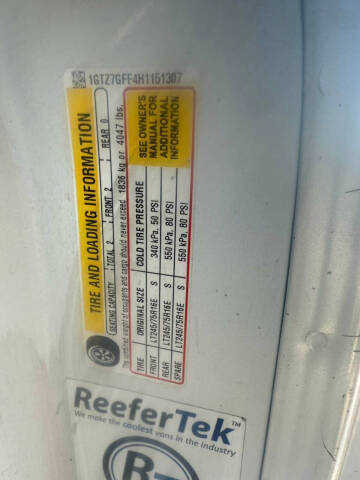 1GTZ7GFF4H1151307
TIRE AND LOADING INFORMATION
SEATING CAPACITY TOTAL 2 FRONT 2 REAR 0
The combined weight of occupants and cargo should never exceed 1836 kg or 4047 lbs.
TIRE ORIGINAL SIZE COLD TIRE PRESSURE
FRONT LT245/75R16E S 340 kPa, 50 PSI
REAR LT245/75R16E S 550 kPa, 80 PSI
SPARE LT245/75R16E S 550 kPa, 80 PSI
SEE OWNER'S
MANUAL FOR
ADDITIONAL
INFORMATION
ReeferTek™
We make the coolest vans in the industry
RT